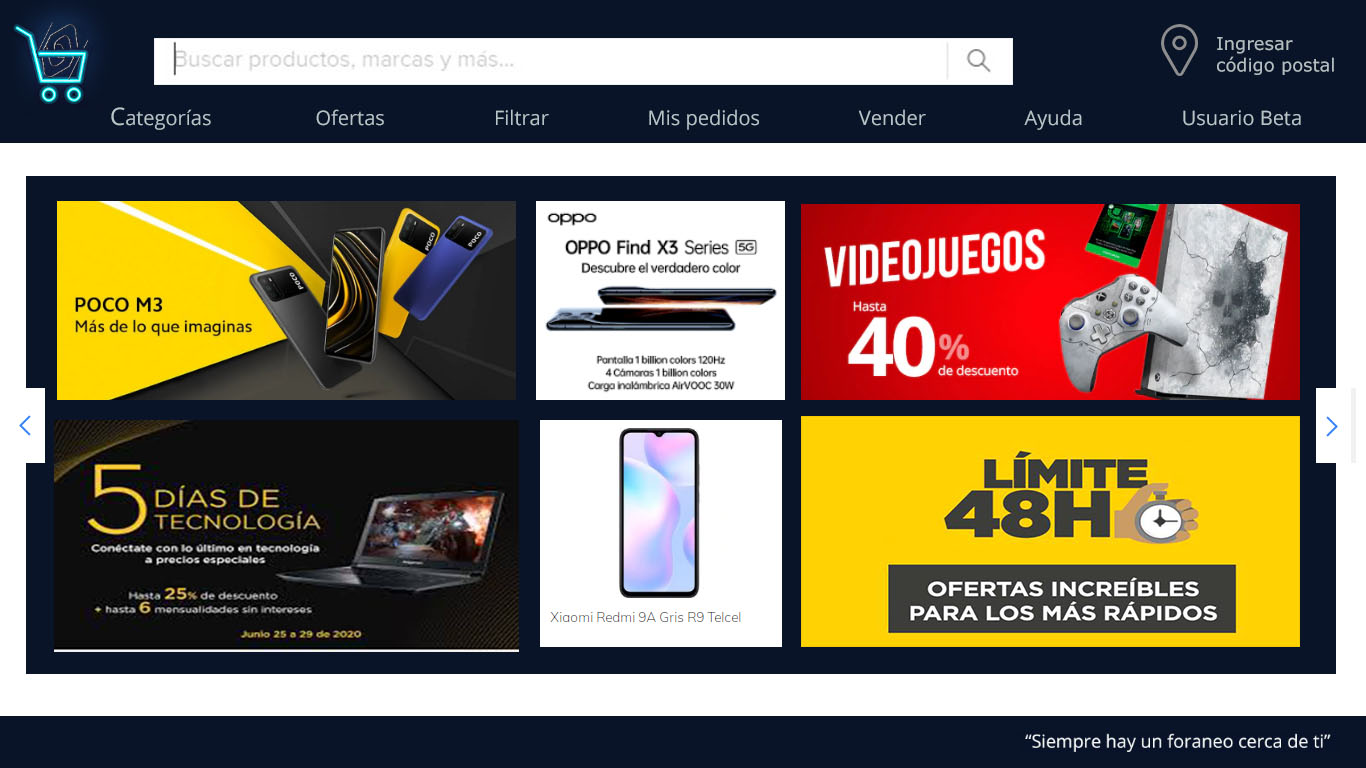 Buscar productos, marcas y más...
Ingresar
código postal
Categorías
Ofertas
Filtrar
Mis pedidos
Vender
Ayuda
Usuario Beta
POCO M3
Más de lo que imaginas
POCO
POCO
POCO
oppo
OPPO Find X3 Series 5G
Descubre el verdadero color
Pantalla 1 billion colors 120Hz
4 Cámaras 1 billion colors
Carga inalámbrica AirVOOC 30W
VIDEOJUEGOS
Hasta
40%
de descuento
5 DÍAS DE
TECNOLOGÍA
Conéctate con lo último en tecnología
a precios especiales
Hasta 25% de descuento
+ hasta 6 mensualidades sin intereses
Junio 25 a 29 de 2020
Xiaomi Redmi 9A Gris R9 Telcel
LÍMITE
48H
OFERTAS INCREÍBLES
PARA LOS MÁS RÁPIDOS
“Siempre hay un foraneo cerca de ti”